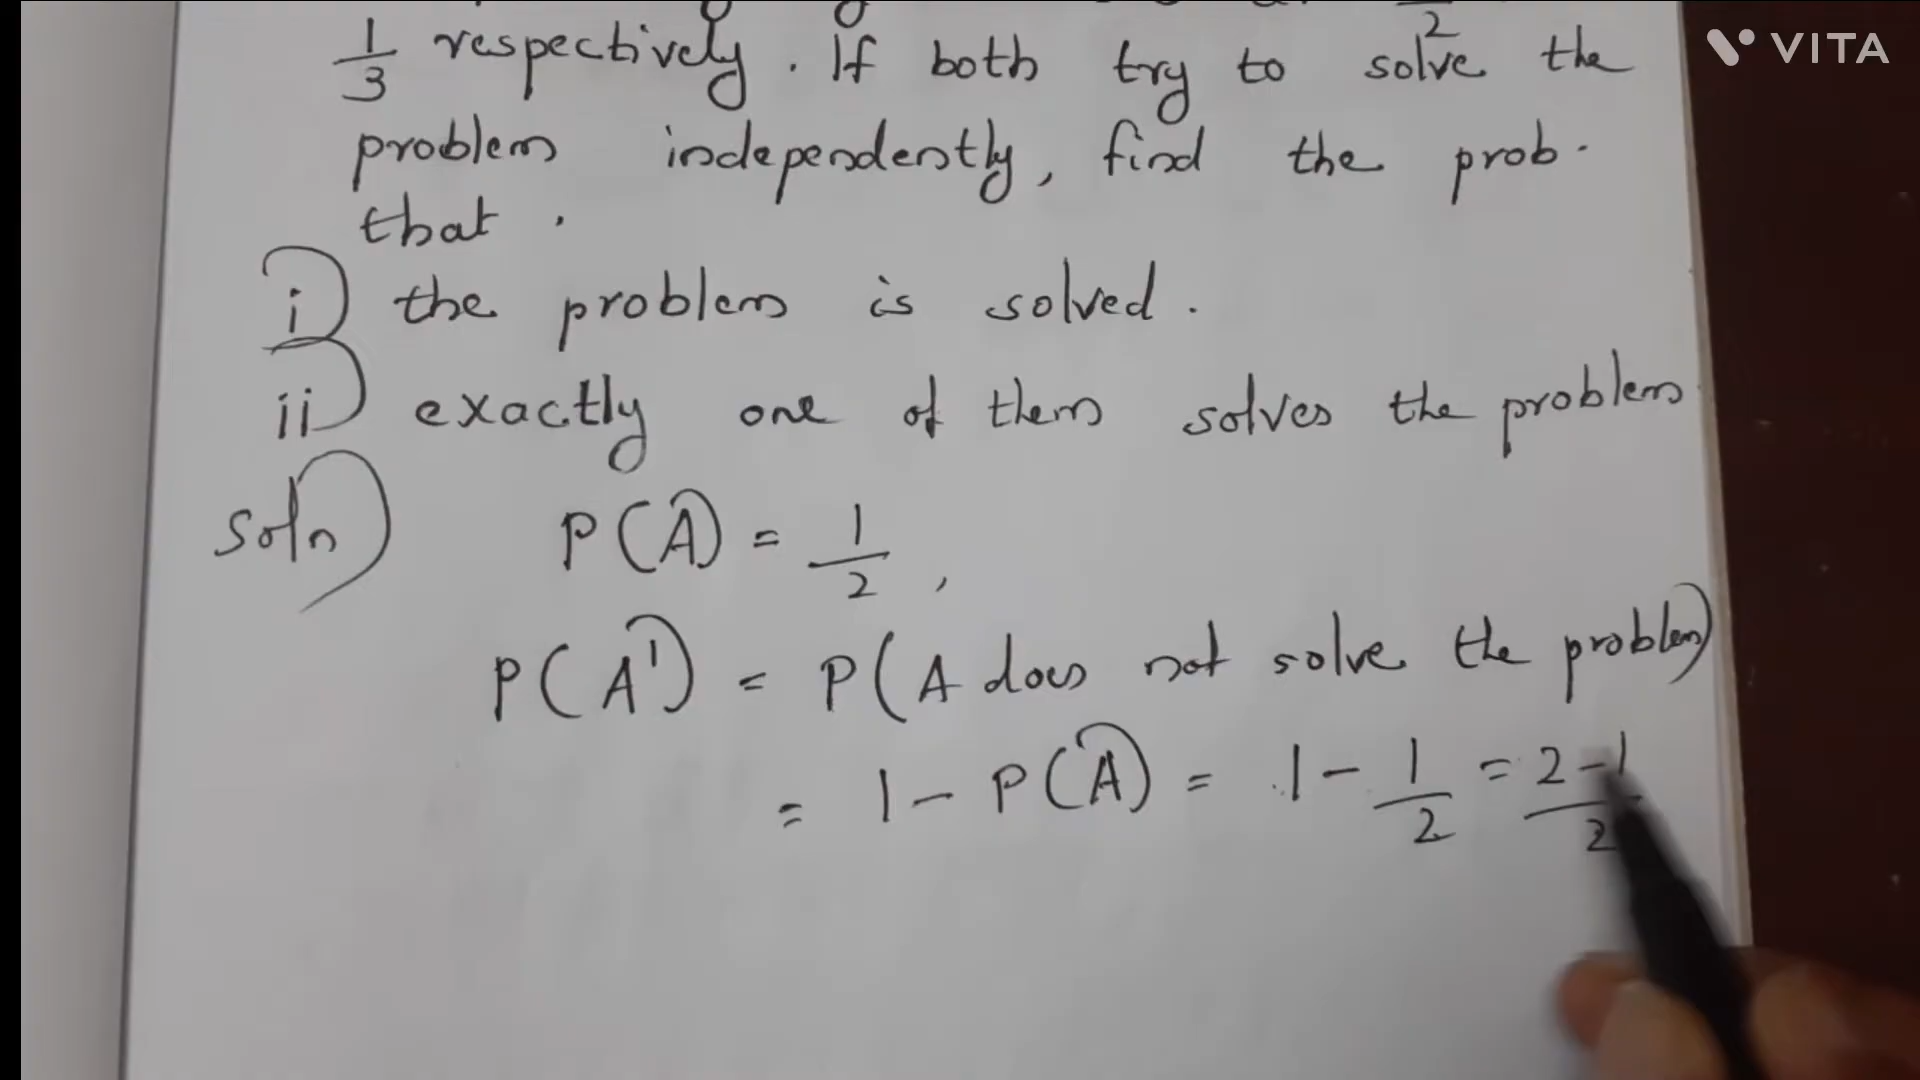 2
1/3 respectively. If both try to solve the
VITA
problem independently, find the prob.
that.
i) the problem is solved.
ii) exactly one of them solves the problem
Soln) P(A) = 1/2,
P(A') = P(A does not solve the problem)
= 1 - P(A) = 1 - 1/2 = 2-1/2